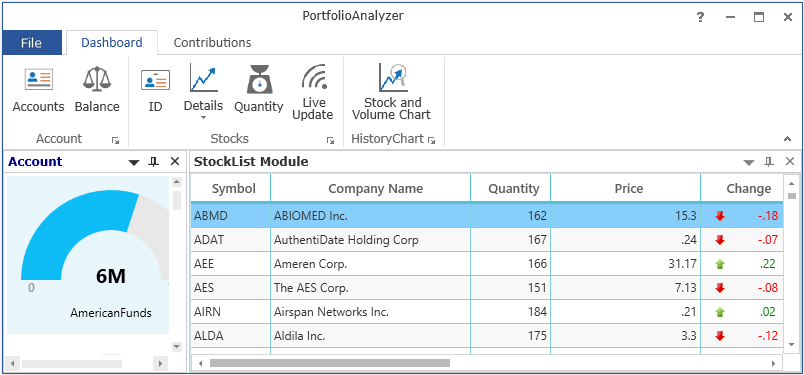 PortfolioAnalyzer
?
File Dashboard Contributions
Accounts Balance ID Details Quantity Live Update Stock and Volume Chart
Account Stocks HistoryChart
Account StockList Module
Symbol Company Name Quantity Price Change
ABMD ABIOMED Inc. 162 15.3 -.18
ADAT AuthentiDate Holding Corp 167 .24 -.07
AEE Ameren Corp. 166 31.17 .22
AES The AES Corp. 151 7.13 -.08
AIRN Airspan Networks Inc. 184 .21 .02
ALDA Aldila Inc. 175 3.3 -.12
6M
0
AmericanFunds